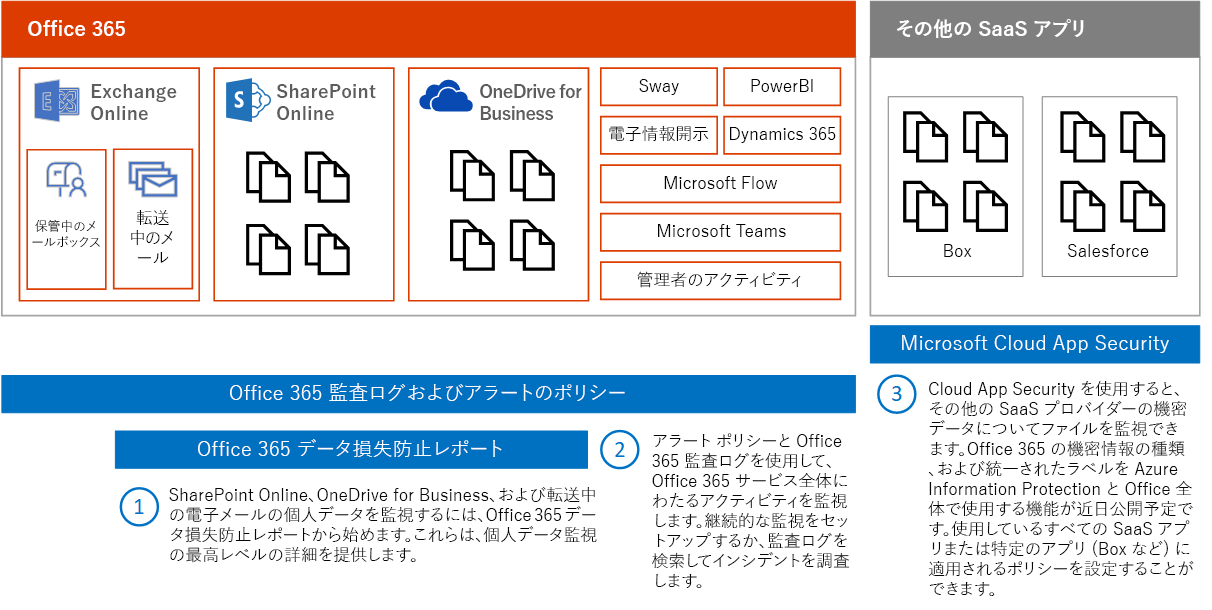 Office 365
Exchange
Online
保管中のメ
ールボックス
転送
中のメ
ール
SharePoint
Online
OneDrive for
Business
Sway
PowerBI
電子情報開示
Dynamics 365
Microsoft Flow
Microsoft Teams
管理者のアクティビティ
その他の SaaS アプリ
Box
Salesforce
Office 365 監査ログおよびアラートのポリシー
Office 365 データ損失防止レポート
1
SharePoint Online、OneDrive for Business、および転送中
の電子メールの個人データを監視するには、Office 365 デー
タ損失防止レポートから始めます。これらは、個人データ監視
の最高レベルの詳細を提供します。
2
アラート ポリシーと Office
365 監査ログを使用して、
Office 365 サービス全体に
わたるアクティビティを監視
します。継続的な監視をセッ
トアップするか、監査ログを
検索してインシデントを調査
します。
Microsoft Cloud App Security
3
Cloud App Security を使用すると、
その他の SaaS プロバイダーの機密
データについてファイルを監視でき
ます。Office 365 の機密情報の種類
、および統一されたラベルを Azure
Information Protection と Office 全
体で使用する機能が近日公開予定で
す。使用しているすべての SaaS アプ
リまたは特定のアプリ (Box など) に
適用されるポリシーを設定することが
できます。